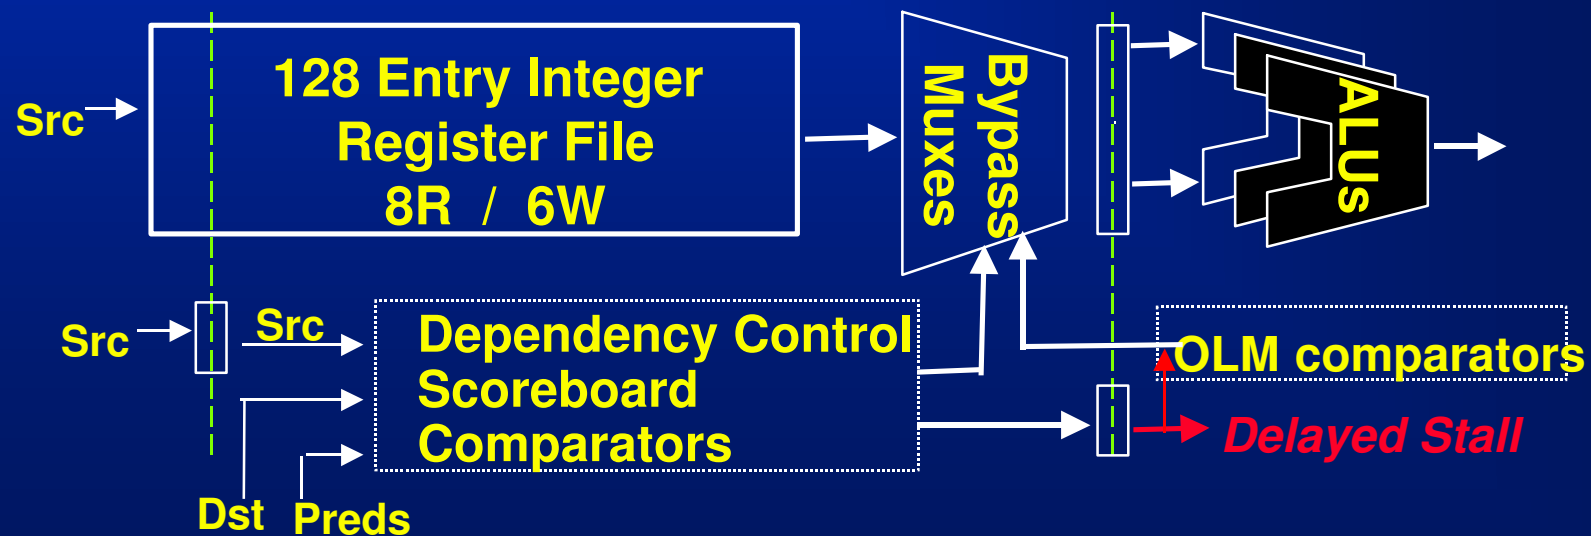 128 Entry Integer
Register File
8R / 6W
Src
Bypass
Muxes
ALUs
Src
Src
Dependency Control
Scoreboard
Comparators
OLM comparators
Delayed Stall
Dst
Preds